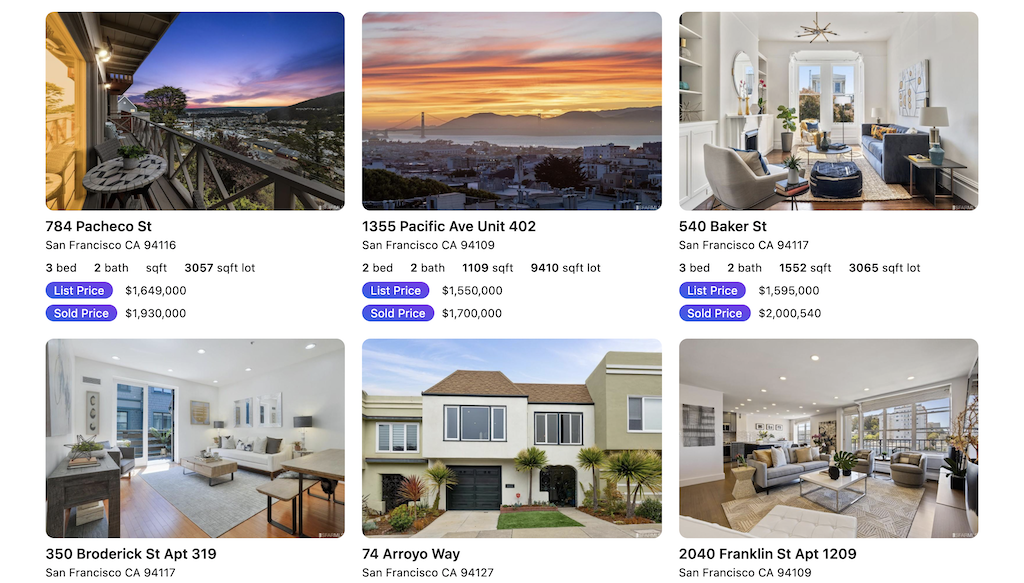 784 Pacheco St
San Francisco CA 94116
3 bed 2 bath sqft 3057 sqft lot
List Price $1,649,000
Sold Price $1,930,000
1355 Pacific Ave Unit 402
San Francisco CA 94109
2 bed 2 bath 1109 sqft 9410 sqft lot
List Price $1,550,000
Sold Price $1,700,000
540 Baker St
San Francisco CA 94117
3 bed 2 bath 1552 sqft 3065 sqft lot
List Price $1,595,000
Sold Price $2,000,540
350 Broderick St Apt 319
San Francisco CA 94117
74 Arroyo Way
San Francisco CA 94127
2040 Franklin St Apt 1209
San Francisco CA 94109